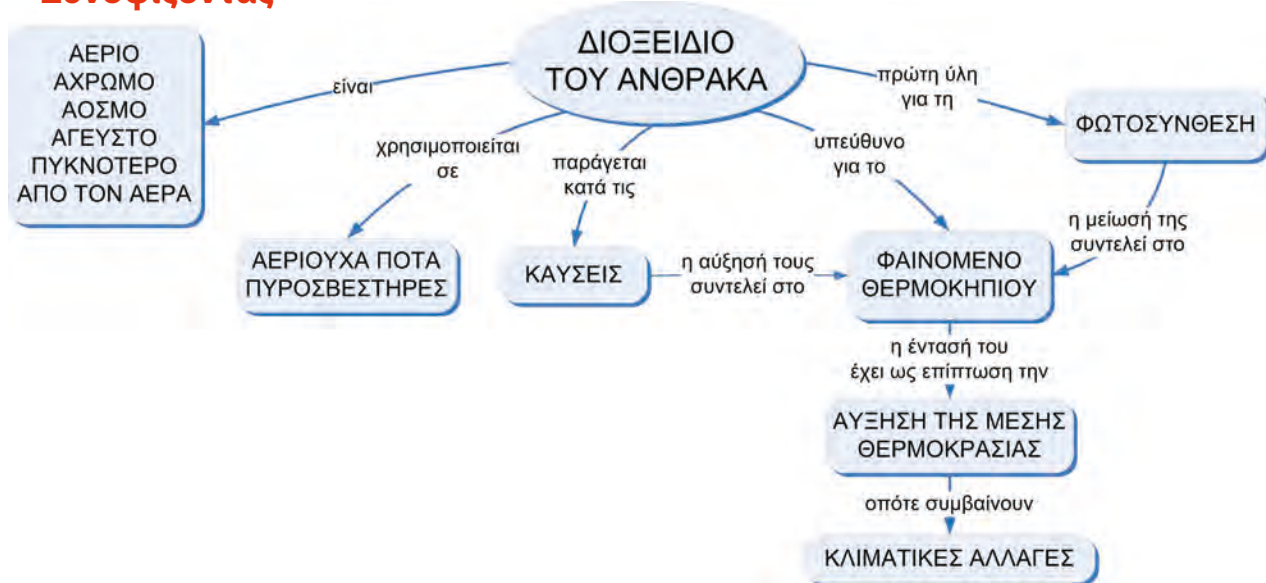 Συνοψίζοντας
ΔΙΟΞΕΙΔΙΟ
ΤΟΥ ΑΝΘΡΑΚΑ
είναι
ΑΕΡΙΟ
ΑΧΡΩΜΟ
ΑΟΣΜΟ
ΑΓΕΥΣΤΟ
ΠΥΚΝΟΤΕΡΟ
ΑΠΟ ΤΟΝ ΑΕΡΑ
χρησιμοποιείται
σε
ΑΕΡΙΟΥΧΑ ΠΟΤΑ
ΠΥΡΟΣΒΕΣΤΗΡΕΣ
παράγεται
κατά τις
ΚΑΥΣΕΙΣ
η αύξησή τους
συντελεί στο
υπεύθυνο
για το
ΦΑΙΝΟΜΕΝΟ
ΘΕΡΜΟΚΗΠΙΟΥ
πρώτη ύλη
για τη
ΦΩΤΟΣΥΝΘΕΣΗ
η μείωσή της
συντελεί στο
η έντασή του
έχει ως επίπτωση την
ΑΥΞΗΣΗ ΤΗΣ ΜΕΣΗΣ
ΘΕΡΜΟΚΡΑΣΙΑΣ
οπότε συμβαίνουν
ΚΛΙΜΑΤΙΚΕΣ ΑΛΛΑΓΕΣ